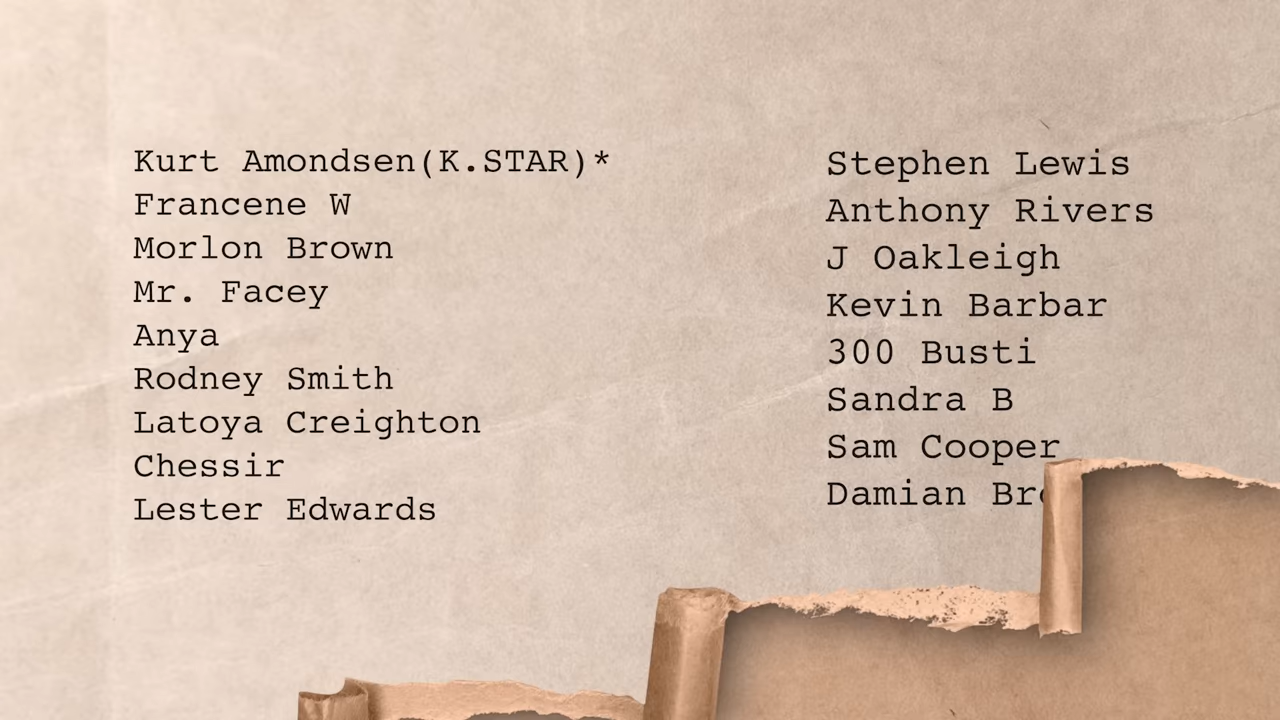 Kurt Amondsen(K.STAR)*
Francene W
Morlon Brown
Mr. Facey
Anya
Rodney Smith
Latoya Creighton
Chessir
Lester Edwards
Stephen Lewis
Anthony Rivers
J Oakleigh
Kevin Barbar
300 Busti
Sandra B
Sam Cooper
Damian